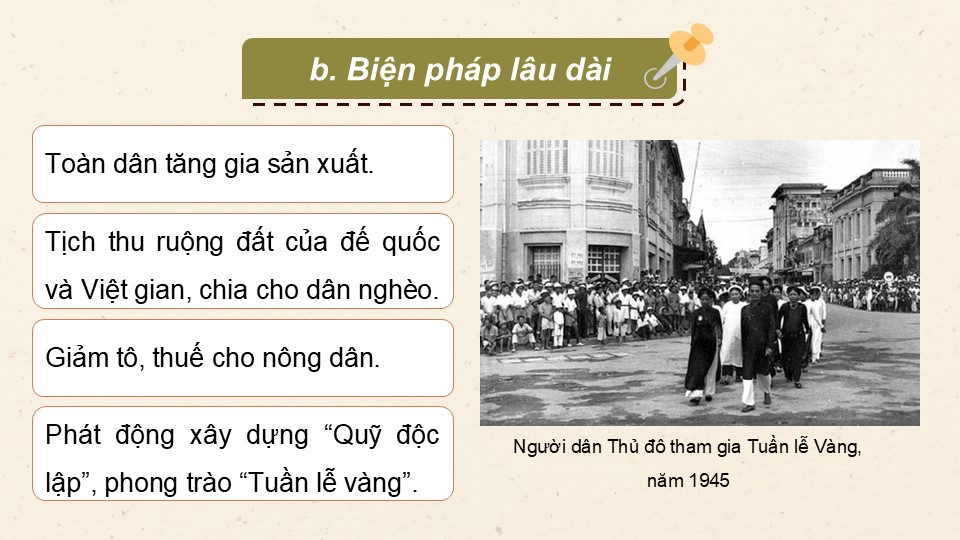 b. Biện pháp lâu dài
Toàn dân tăng gia sản xuất.
Tịch thu ruộng đất của đế quốc
và Việt gian, chia cho dân nghèo.
Giảm tô, thuế cho nông dân.
Phát động xây dựng “Quỹ độc
lập”, phong trào “Tuần lễ vàng”.
Người dân Thủ đô tham gia Tuần lễ Vàng,
năm 1945